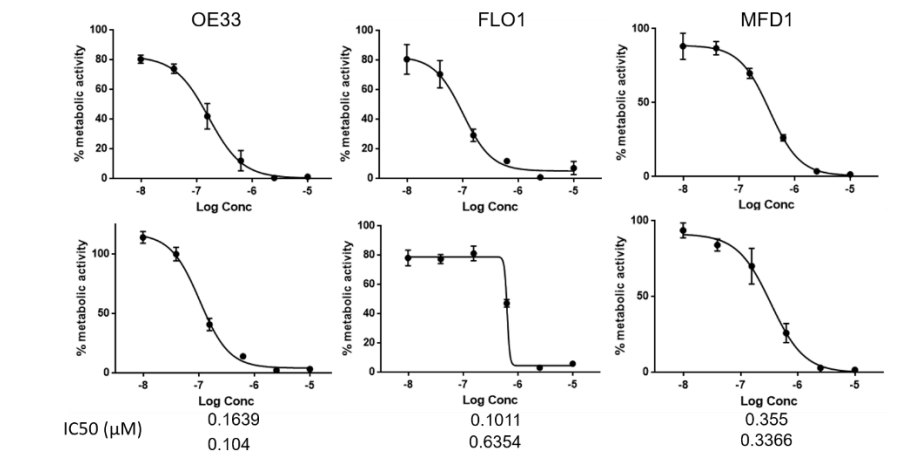 OE33
FLO1
MFD1
% metabolic activity
100
80
60
40
20
0
-8 -7 -6 -5
Log Conc
% metabolic activity
100
80
60
40
20
0
-8 -7 -6 -5
Log Conc
% metabolic activity
100
50
0
-8 -7 -6 -5
Log Conc
% metabolic activity
100
50
0
-8 -7 -6 -5
Log Conc
% metabolic activity
100
80
60
40
20
0
-8 -7 -6 -5
Log Conc
% metabolic activity
100
50
0
-8 -7 -6 -5
Log Conc
IC50 (μM)
0.1639 0.1011 0.355
0.104 0.6354 0.3366